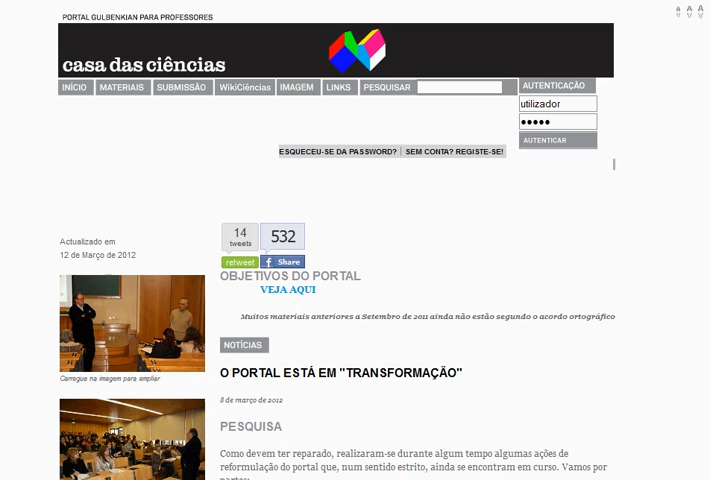 PORTAL GULBENKIAN PARA PROFESSORES
A A A
casa das ciências
INÍCIO MATERIAIS SUBMISSÃO WikiCiências IMAGEM LINKS PESQUISAR
AUTENTICAÇÃO
utilizador
●●●●●
AUTENTICAR
ESQUECEU-SE DA PASSWORD? | SEM CONTA? REGISTE-SE!
Actualizado em
12 de Março de 2012
14
tweets
retweet
532
Share
OBJETIVOS DO PORTAL
VEJA AQUI
Muitos materiais anteriores a Setembro de 2011 ainda não estão segundo o acordo ortográfico
Carregue na imagem para ampliar
NOTÍCIAS
O PORTAL ESTÁ EM "TRANSFORMAÇÃO"
8 de março de 2012
PESQUISA
Como devem ter reparado, realizaram-se durante algum tempo algumas ações de
reformulação do portal que, num sentido estrito, ainda se encontram em curso. Vamos por
partes: